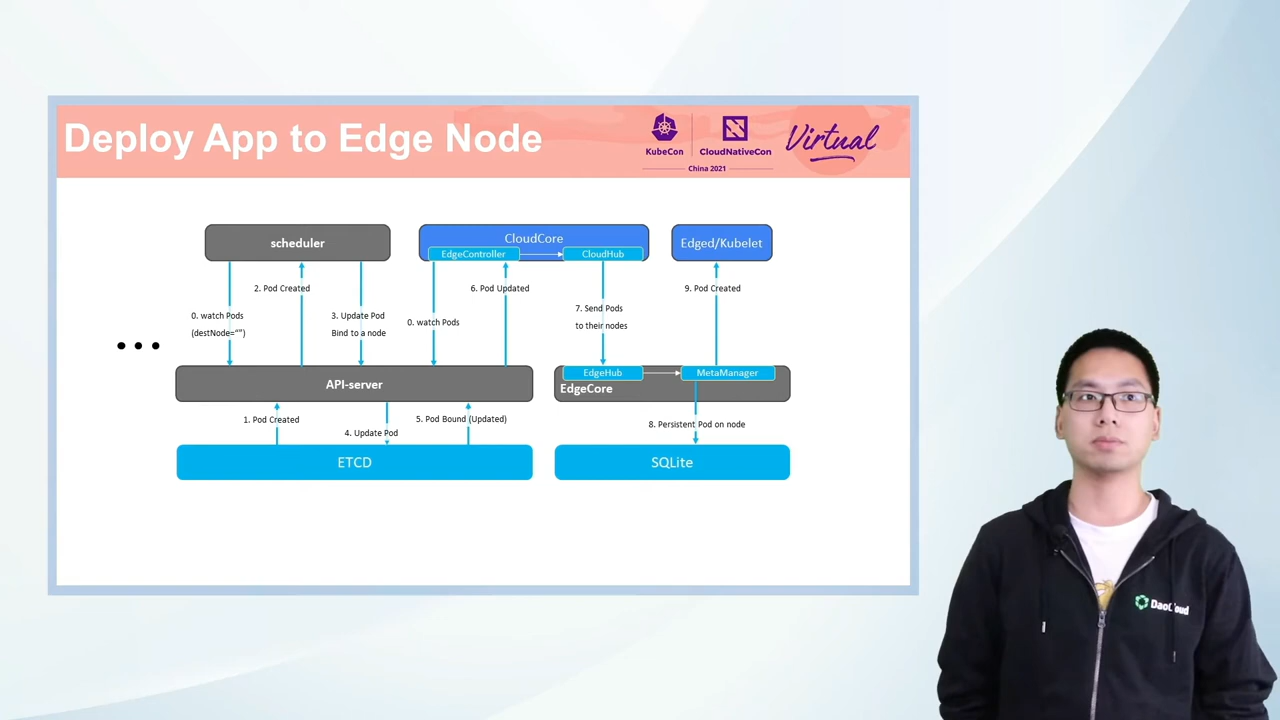 Deploy App to Edge Node
KubeCon
CloudNativeCon
Virtual
China 2021
scheduler
CloudCore
EdgeController
CloudHub
Edged/Kubelet
2. Pod Created
6. Pod Updated
9. Pod Created
0. watch Pods
(destNode="")
3. Update Pod
Bind to a node
0. watch Pods
7. Send Pods
to their nodes
API-server
EdgeHub
MetaManager
EdgeCore
1. Pod Created
4. Update Pod
5. Pod Bound (Updated)
8. Persistent Pod on node
ETCD
SQLite
DaoCloud